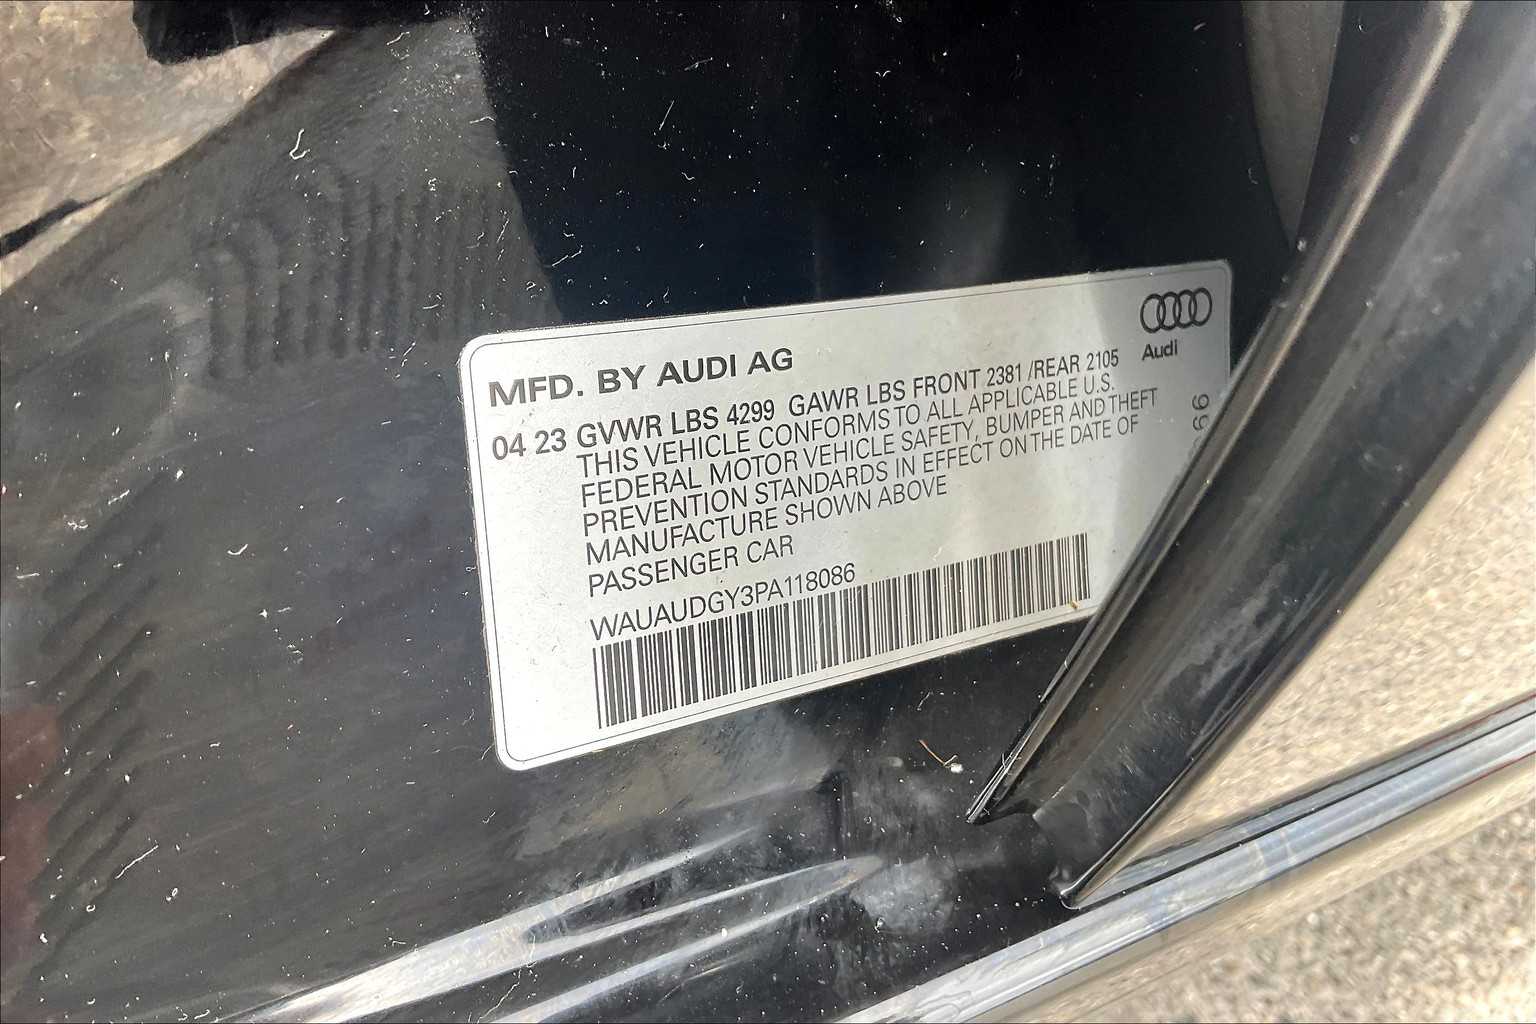 MFD. BY AUDI AG
Audi
04 23 GVWR LBS 4299 GAWR LBS FRONT 2381 /REAR 2105
THIS VEHICLE CONFORMS TO ALL APPLICABLE U.S.
FEDERAL MOTOR VEHICLE SAFETY, BUMPER AND THEFT
PREVENTION STANDARDS IN EFFECT ON THE DATE OF
MANUFACTURE SHOWN ABOVE
PASSENGER CAR
WAUAUDGY3PA118086